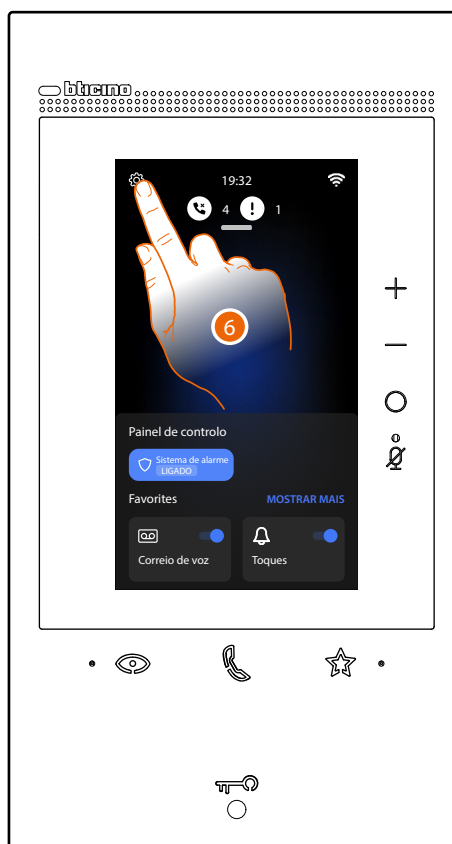 bticino
19:32
4 ! 1
6
Painel de controlo
Sistema de alarme
LIGADO
Favorites MOSTRAR MAIS
Correio de voz Toques